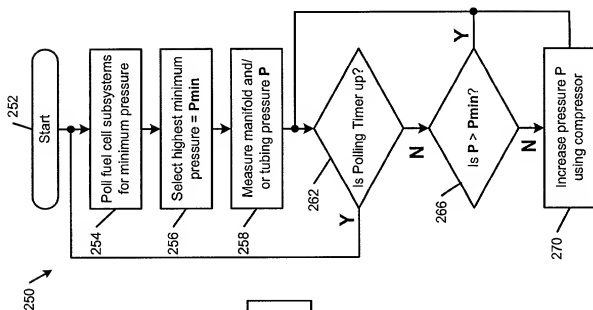 250
252
Start
Poll fuel cell subsystems
for minimum pressure
254
Select highest minimum
pressure = Pmin
256
Measure manifold and/
or tubing pressure P
258
Is Polling Timer up?
262
Y
N
Is P > Pmin?
266
Y
N
Increase pressure P
using compressor
270